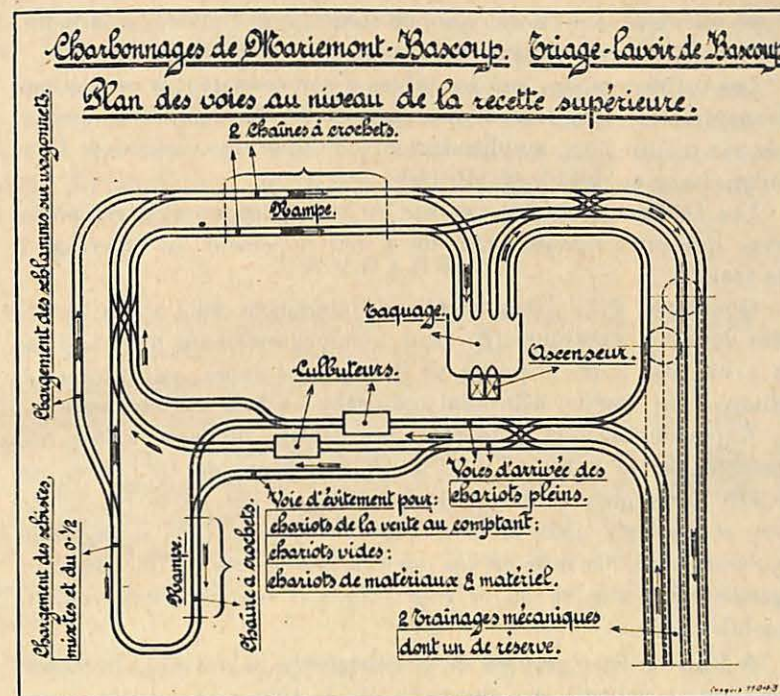 Charbonnages de Mariemont-Bascoup. Triage-lavoir de Bascoup
Plan des voies au niveau de la recette supérieure.
2 Chaînes à crochets.
Rampe.
Chargement des schlamms sur wagonnets.
Taquage.
Ascenseur.
Culbuteurs.
Voies d'arrivée des
chariots pleins.
Voie d'évitement pour:
chariots de la vente au comptant;
chariots vides:
chariots de matériaux & matériel.
Chargement des schistes,
mixtes et du 0-1/2
Rampe.
Chaîne à crochets.
2 Traînages mécaniques
dont un de réserve.